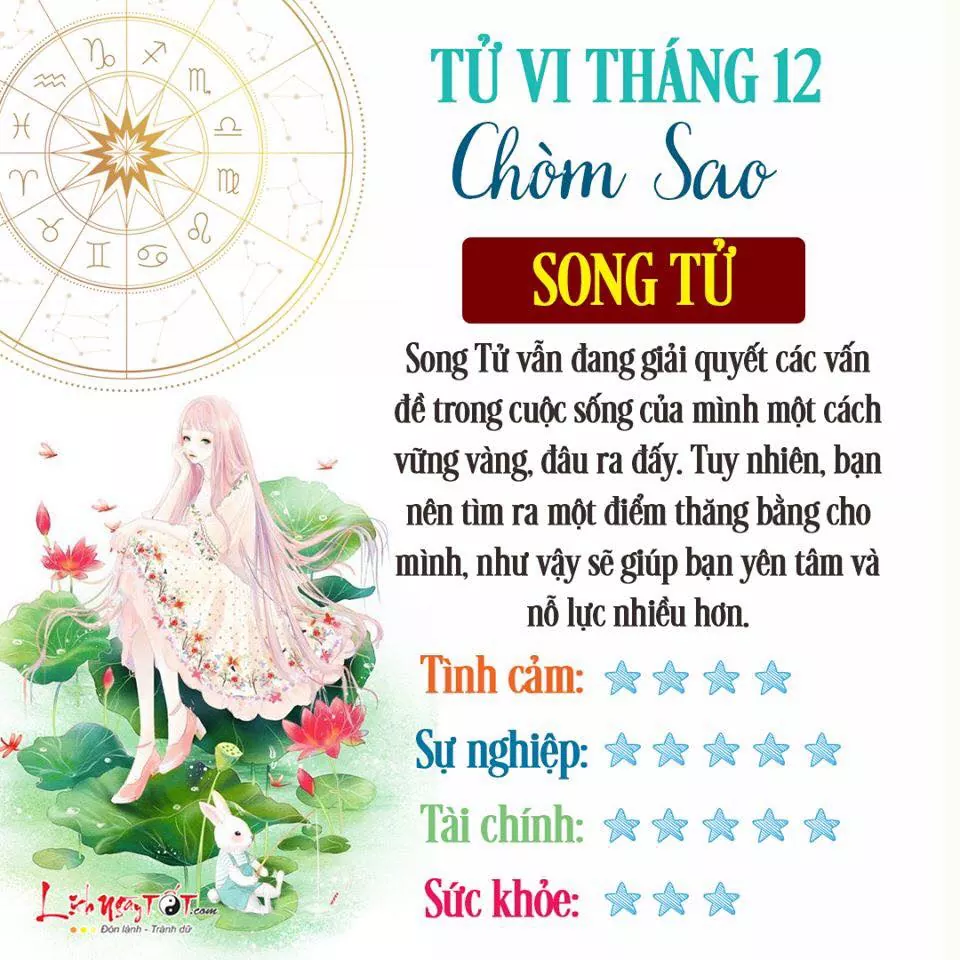 TỬ VI THÁNG 12
Chòm Sao
SONG TỬ
Song Tử vẫn đang giải quyết các vấn
đề trong cuộc sống của mình một cách
vững vàng, đâu ra đấy. Tuy nhiên, bạn
nên tìm ra một điểm thăng bằng cho
mình, như vậy sẽ giúp bạn yên tâm và
nỗ lực nhiều hơn.
Tình cảm:
Sự nghiệp:
Tài chính:
Sức khỏe:
LịchNgàyTỐT.com
Đón lành - Tránh dữ